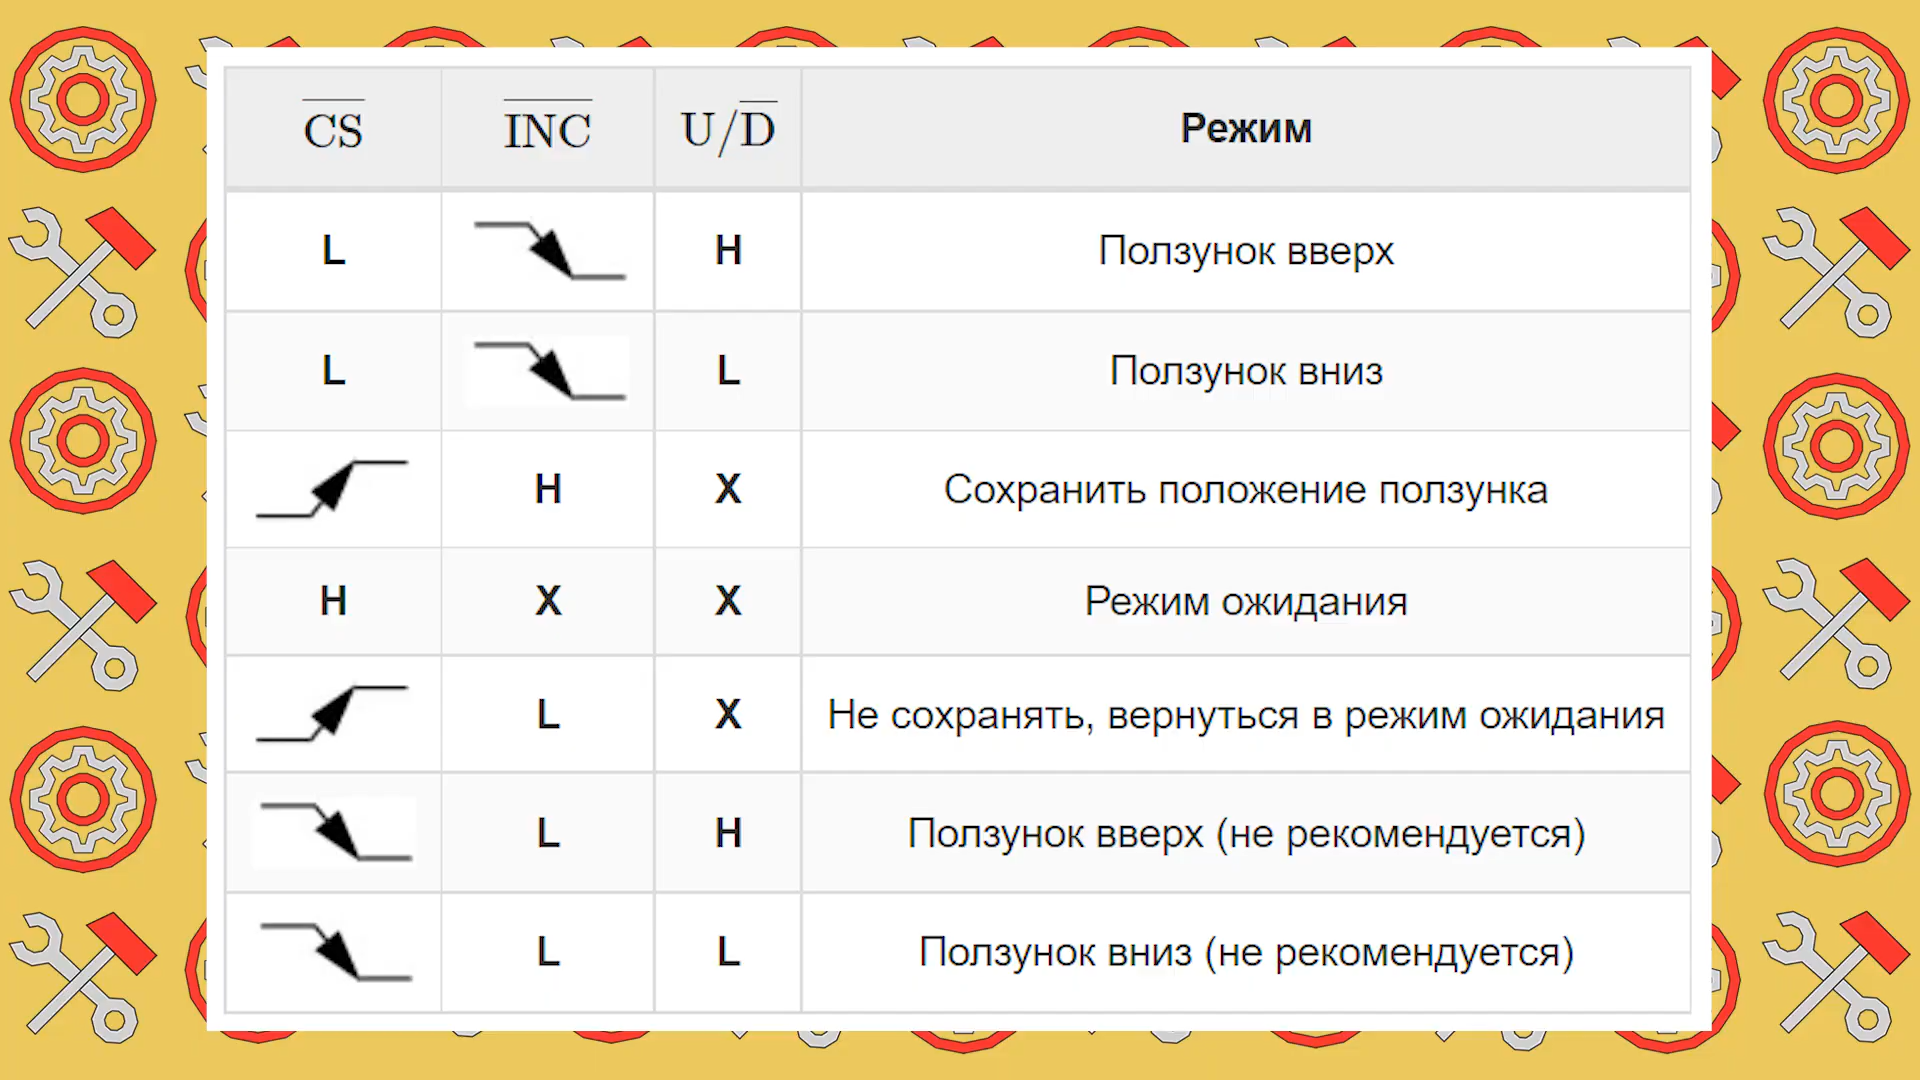 CS INC U/D Режим
L H Ползунок вверх
L L Ползунок вниз
H X Сохранить положение ползунка
H X X Режим ожидания
L X Не сохранять, вернуться в режим ожидания
L H Ползунок вверх (не рекомендуется)
L L Ползунок вниз (не рекомендуется)